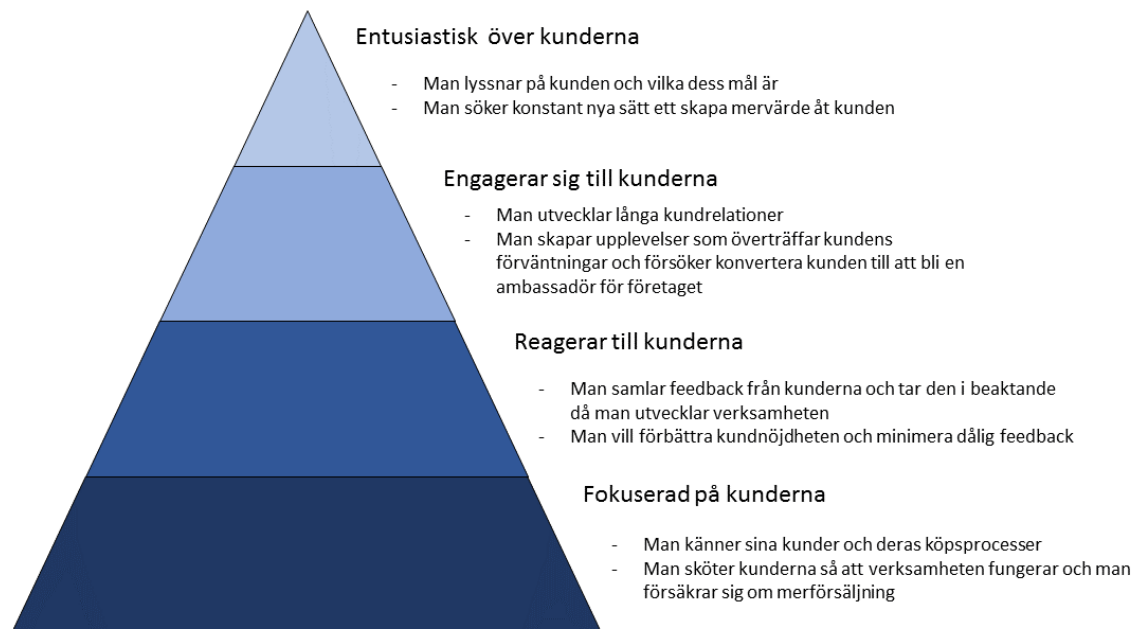 Entusiastisk över kunderna
- Man lyssnar på kunden och vilka dess mål är
- Man söker konstant nya sätt ett skapa mervärde åt kunden
Engagerar sig till kunderna
- Man utvecklar långa kundrelationer
- Man skapar upplevelser som överträffar kundens
förväntningar och försöker konvertera kunden till att bli en
ambassadör för företaget
Reagerar till kunderna
- Man samlar feedback från kunderna och tar den i beaktande
då man utvecklar verksamheten
- Man vill förbättra kundnöjdheten och minimera dålig feedback
Fokuserad på kunderna
- Man känner sina kunder och deras köpsprocesser
- Man sköter kunderna så att verksamheten fungerar och man
försäkrar sig om merförsäljning